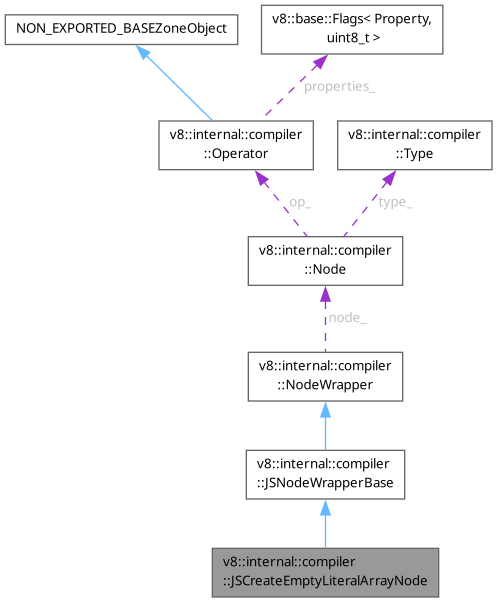 NON_EXPORTED_BASEZoneObject
v8::base::Flags< Property,
uint8_t >
properties_
v8::internal::compiler
::Operator
v8::internal::compiler
::Type
op_
type_
v8::internal::compiler
::Node
node_
v8::internal::compiler
::NodeWrapper
v8::internal::compiler
::JSNodeWrapperBase
v8::internal::compiler
::JSCreateEmptyLiteralArrayNode